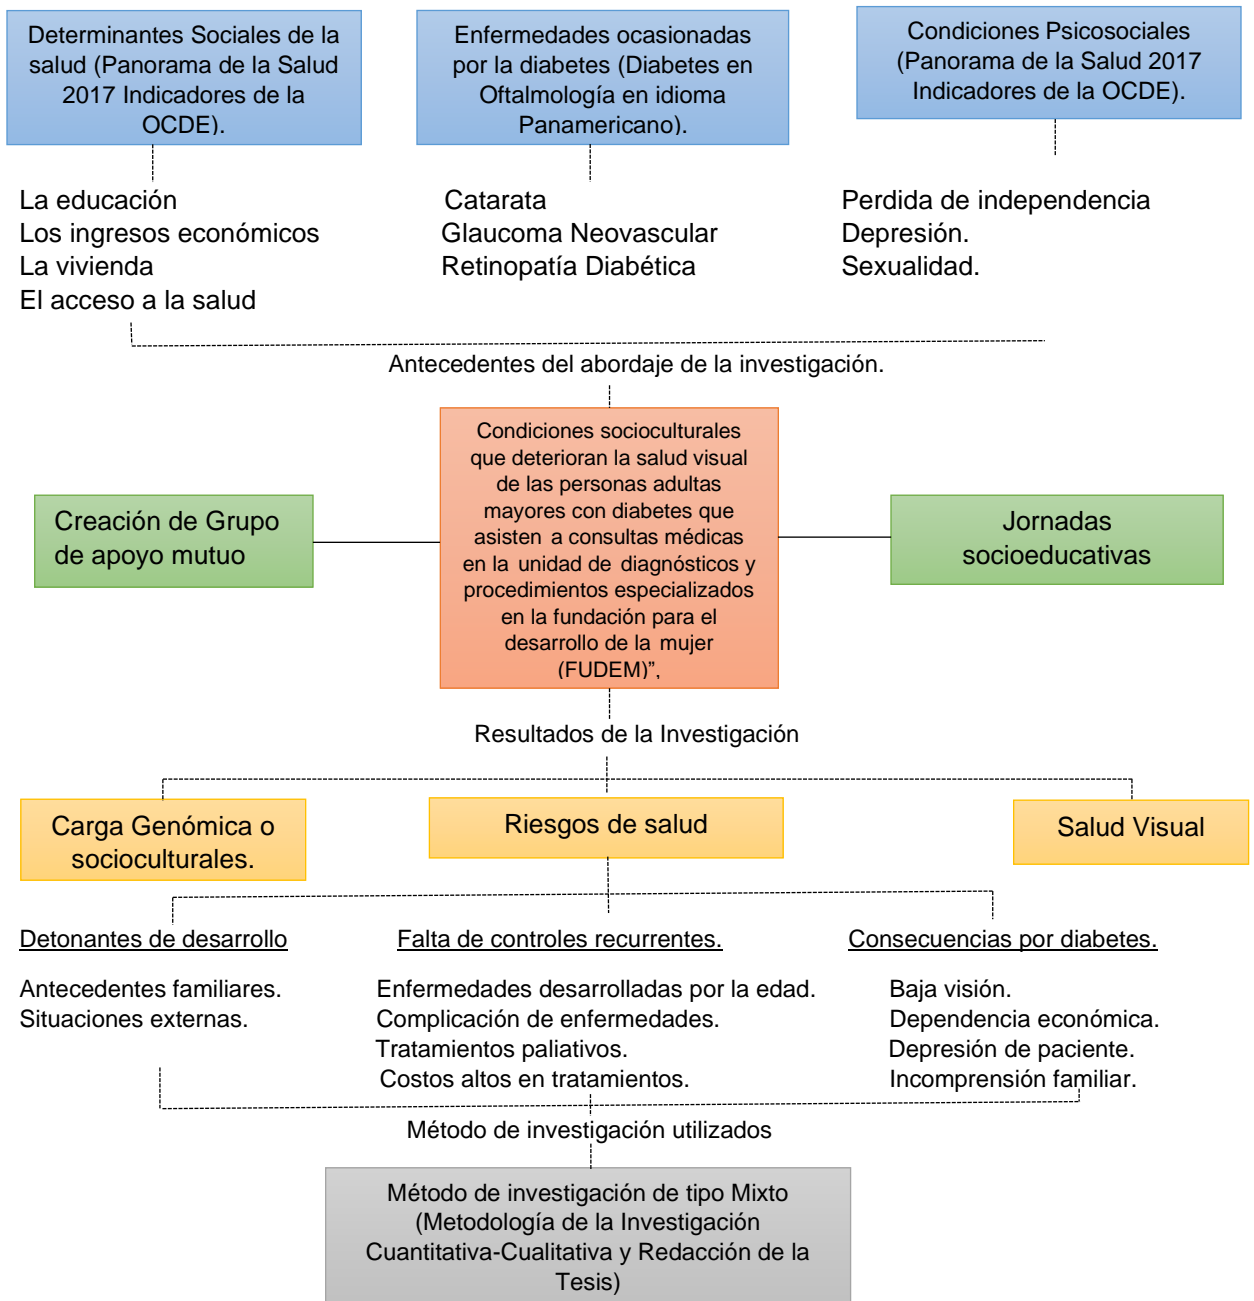 Determinantes Sociales de la
salud (Panorama de la Salud
2017 Indicadores de la
OCDE).
Enfermedades ocasionadas
por la diabetes (Diabetes en
Oftalmología en idioma
Panamericano).
Condiciones Psicosociales
(Panorama de la Salud 2017
Indicadores de la OCDE).
La educación
Los ingresos económicos
La vivienda
El acceso a la salud
Catarata
Glaucoma Neovascular
Retinopatía Diabética
Perdida de independencia
Depresión.
Sexualidad.
Antecedentes del abordaje de la investigación.
Creación de Grupo
de apoyo mutuo
Condiciones socioculturales
que deterioran la salud visual
de las personas adultas
mayores con diabetes que
asisten a consultas médicas
en la unidad de diagnósticos y
procedimientos especializados
en la fundación para el
desarrollo de la mujer
(FUDEM)”,
Jornadas
socioeducativas
Resultados de la Investigación
Carga Genómica o
socioculturales.
Riesgos de salud
Salud Visual
Detonantes de desarrollo
Antecedentes familiares.
Situaciones externas.
Falta de controles recurrentes.
Enfermedades desarrolladas por la edad.
Complicación de enfermedades.
Tratamientos paliativos.
Costos altos en tratamientos.
Consecuencias por diabetes.
Baja visión.
Dependencia económica.
Depresión de paciente.
Incomprensión familiar.
Método de investigación utilizados
Método de investigación de tipo Mixto
(Metodología de la Investigación
Cuantitativa-Cualitativa y Redacción de la
Tesis)